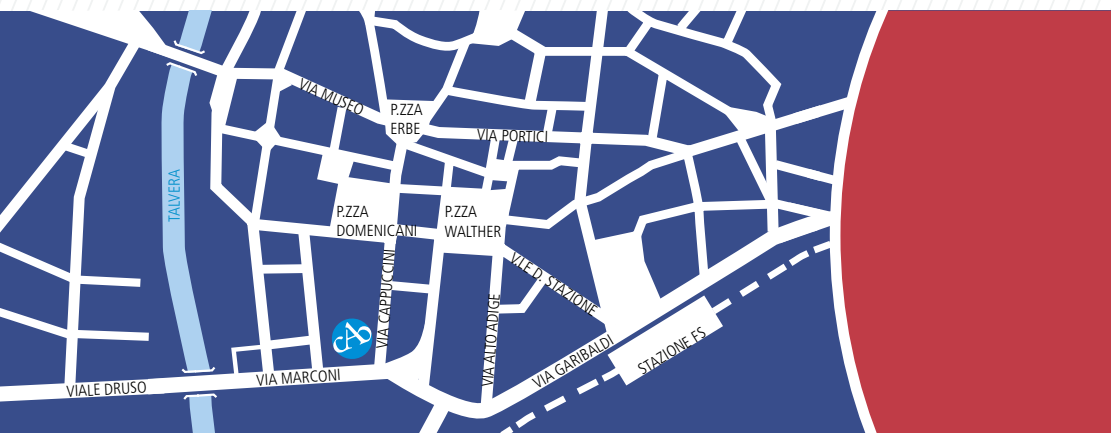 VIA MUSEO
P.ZZA
ERBE
VIA PORTICI
TALVERA
P.ZZA
DOMENICANI
P.ZZA
WALTHER
VIA CAPPUCCINI
V.LE D. STAZIONE
VIA ALTO ADIGE
STAZIONE FS
VIA GARIBALDI
VIA MARCONI
VIALE DRUSO